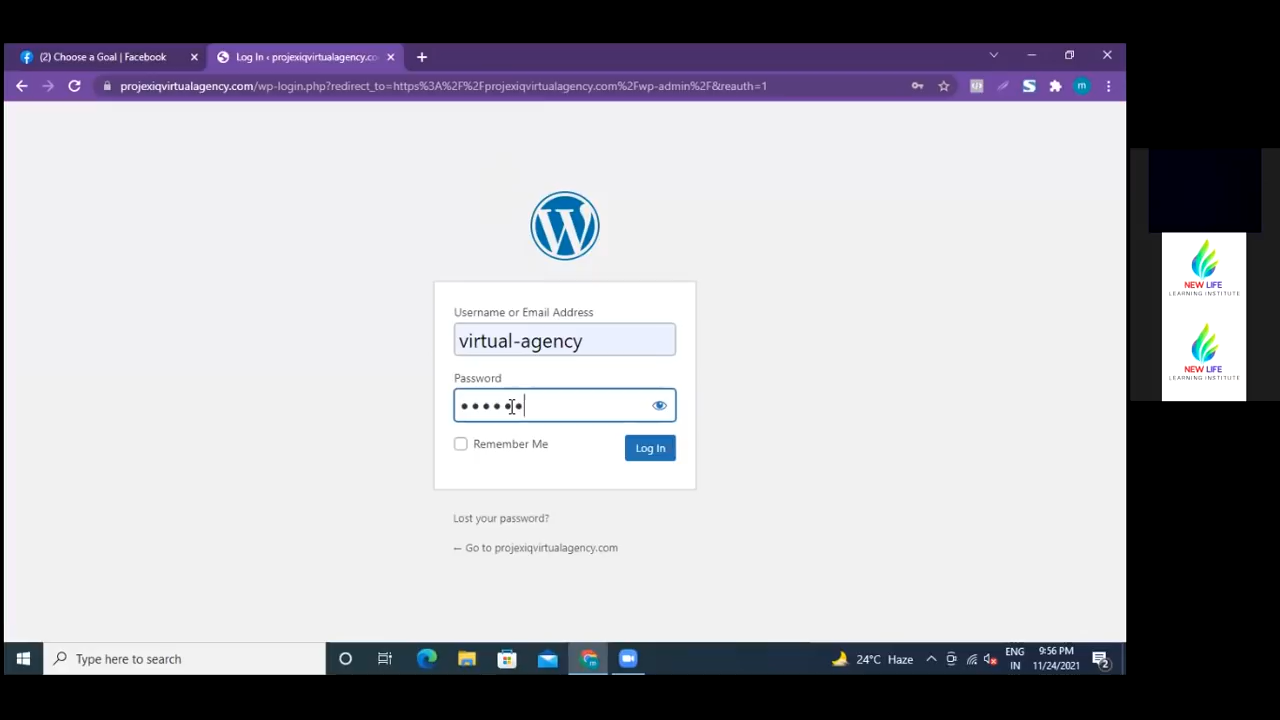 (2) Choose a Goal | Facebook
Log In ‹ projexiqvirtualagency.co
projexiqvirtualagency.com/wp-login.php?redirect_to=https%3A%2F%2Fprojexiqvirtualagency.com%2Fwp-admin%2F&reauth=1
m
Username or Email Address
virtual-agency
Password
Remember Me
Log In
Lost your password?
← Go to projexiqvirtualagency.com
NEW LIFE
LEARNING INSTITUTE
NEW LIFE
LEARNING INSTITUTE
Type here to search
24°C Haze
ENG
IN
9:56 PM
11/24/2021
2